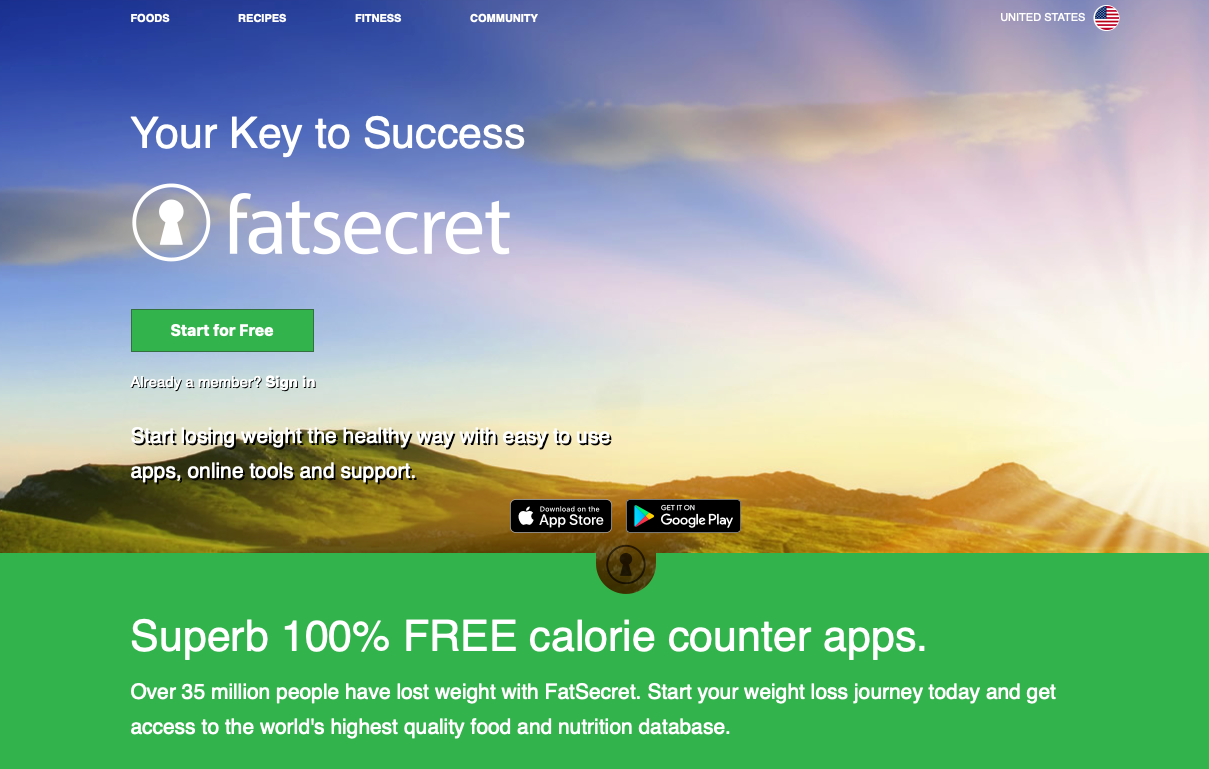 FOODS RECIPES FITNESS COMMUNITY UNITED STATES
Your Key to Success
fatsecret
Start for Free
Already a member? Sign in
Start losing weight the healthy way with easy to use
apps, online tools and support.
Download on the
App Store
GET IT ON
Google Play
Superb 100% FREE calorie counter apps.
Over 35 million people have lost weight with FatSecret. Start your weight loss journey today and get
access to the world's highest quality food and nutrition database.